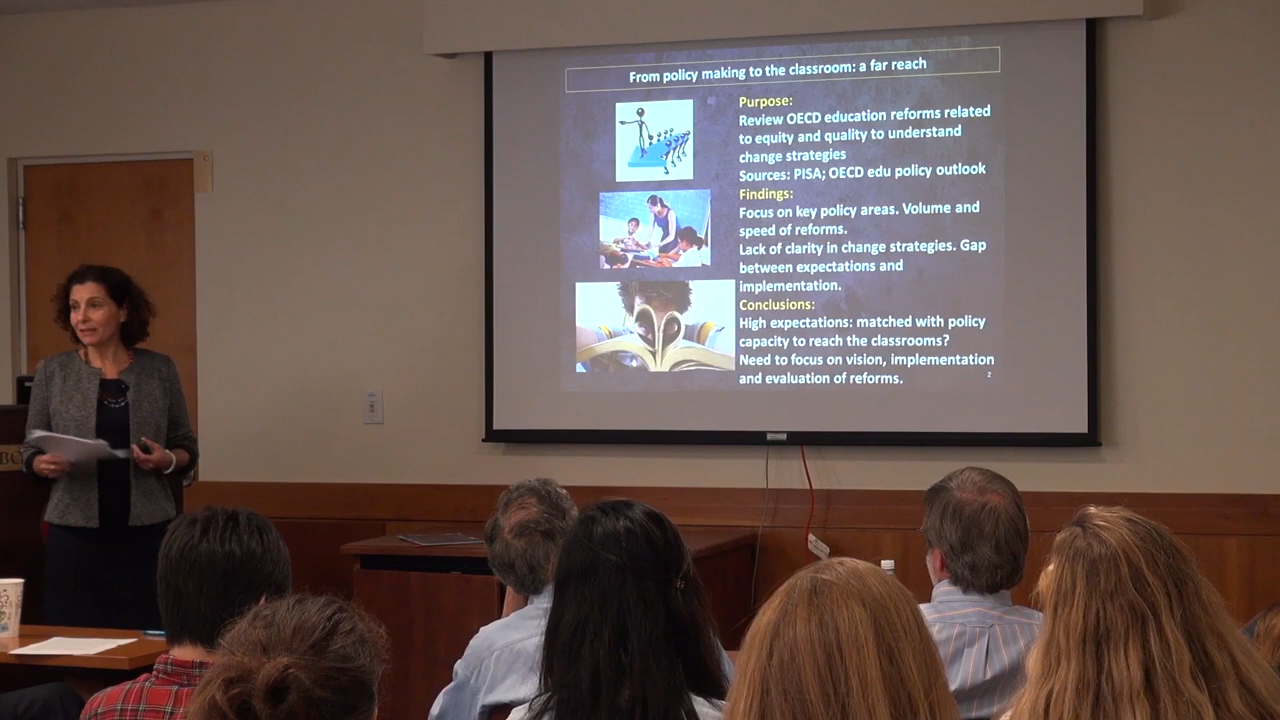 From policy making to the classroom: a far reach
Purpose:
Review OECD education reforms related
to equity and quality to understand
change strategies
Sources: PISA; OECD edu policy outlook
Findings:
Focus on key policy areas. Volume and
speed of reforms.
Lack of clarity in change strategies. Gap
between expectations and
implementation.
Conclusions:
High expectations: matched with policy
capacity to reach the classrooms?
Need to focus on vision, implementation
and evaluation of reforms.
2